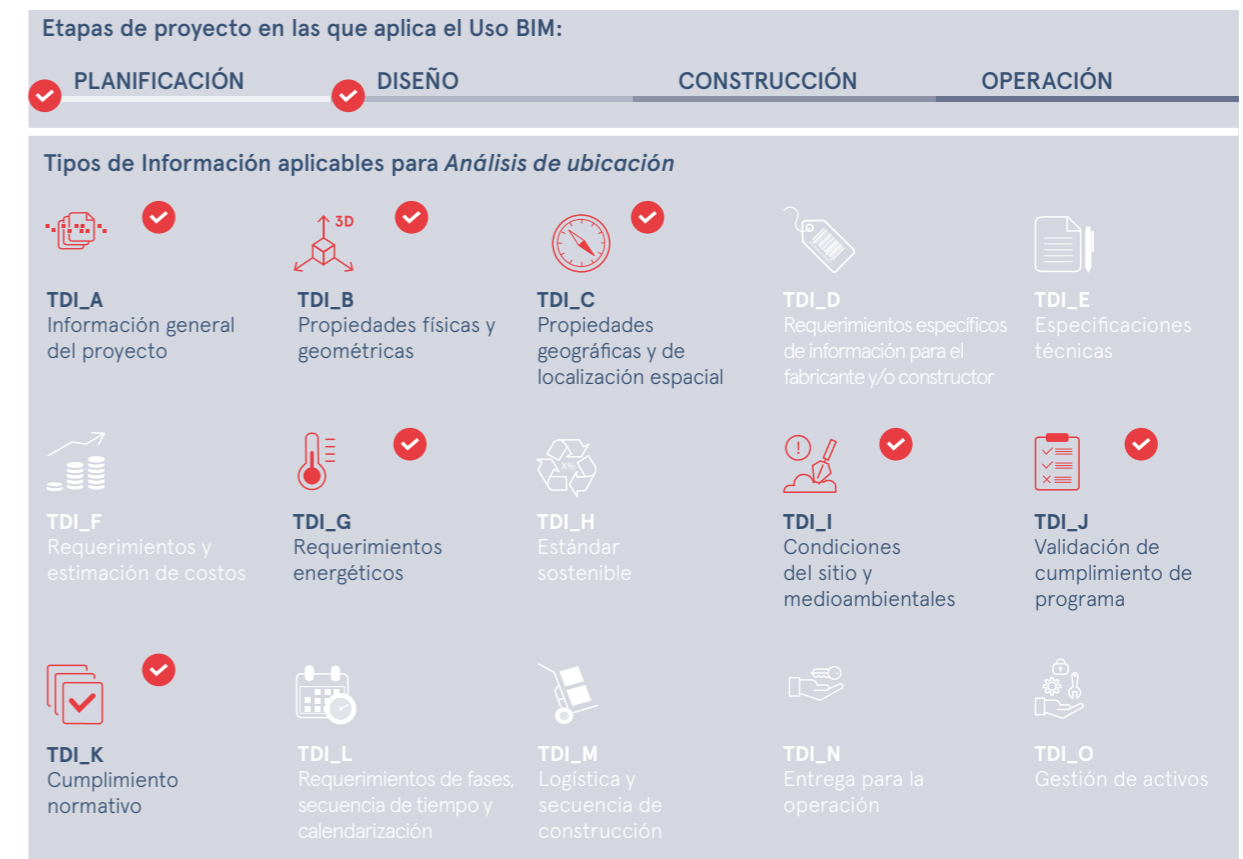 Etapas de proyecto en las que aplica el Uso BIM:
PLANIFICACIÓN DISEÑO CONSTRUCCIÓN OPERACIÓN
Tipos de Información aplicables para Análisis de ubicación
3D
TDI_A
Información general
del proyecto
TDI_B
Propiedades físicas y
geométricas
TDI_C
Propiedades
geográficas y de
localización espacial
TDI_D
Requerimientos específicos
de información para el
fabricante y/o constructor
TDI_E
Especificaciones
técnicas
TDI_F
Requerimientos y
estimación de costos
TDI_G
Requerimientos
energéticos
X%
TDI_H
Estándar
sostenible
TDI_I
Condiciones
del sitio y
medioambientales
TDI_J
Validación de
cumplimiento de
programa
TDI_K
Cumplimiento
normativo
TDI_L
Requerimientos de fases,
secuencia de tiempo y
calendarización
TDI_M
Logística y
secuencia de
construcción
TDI_N
Entrega para la
operación
TDI_O
Gestión de activos